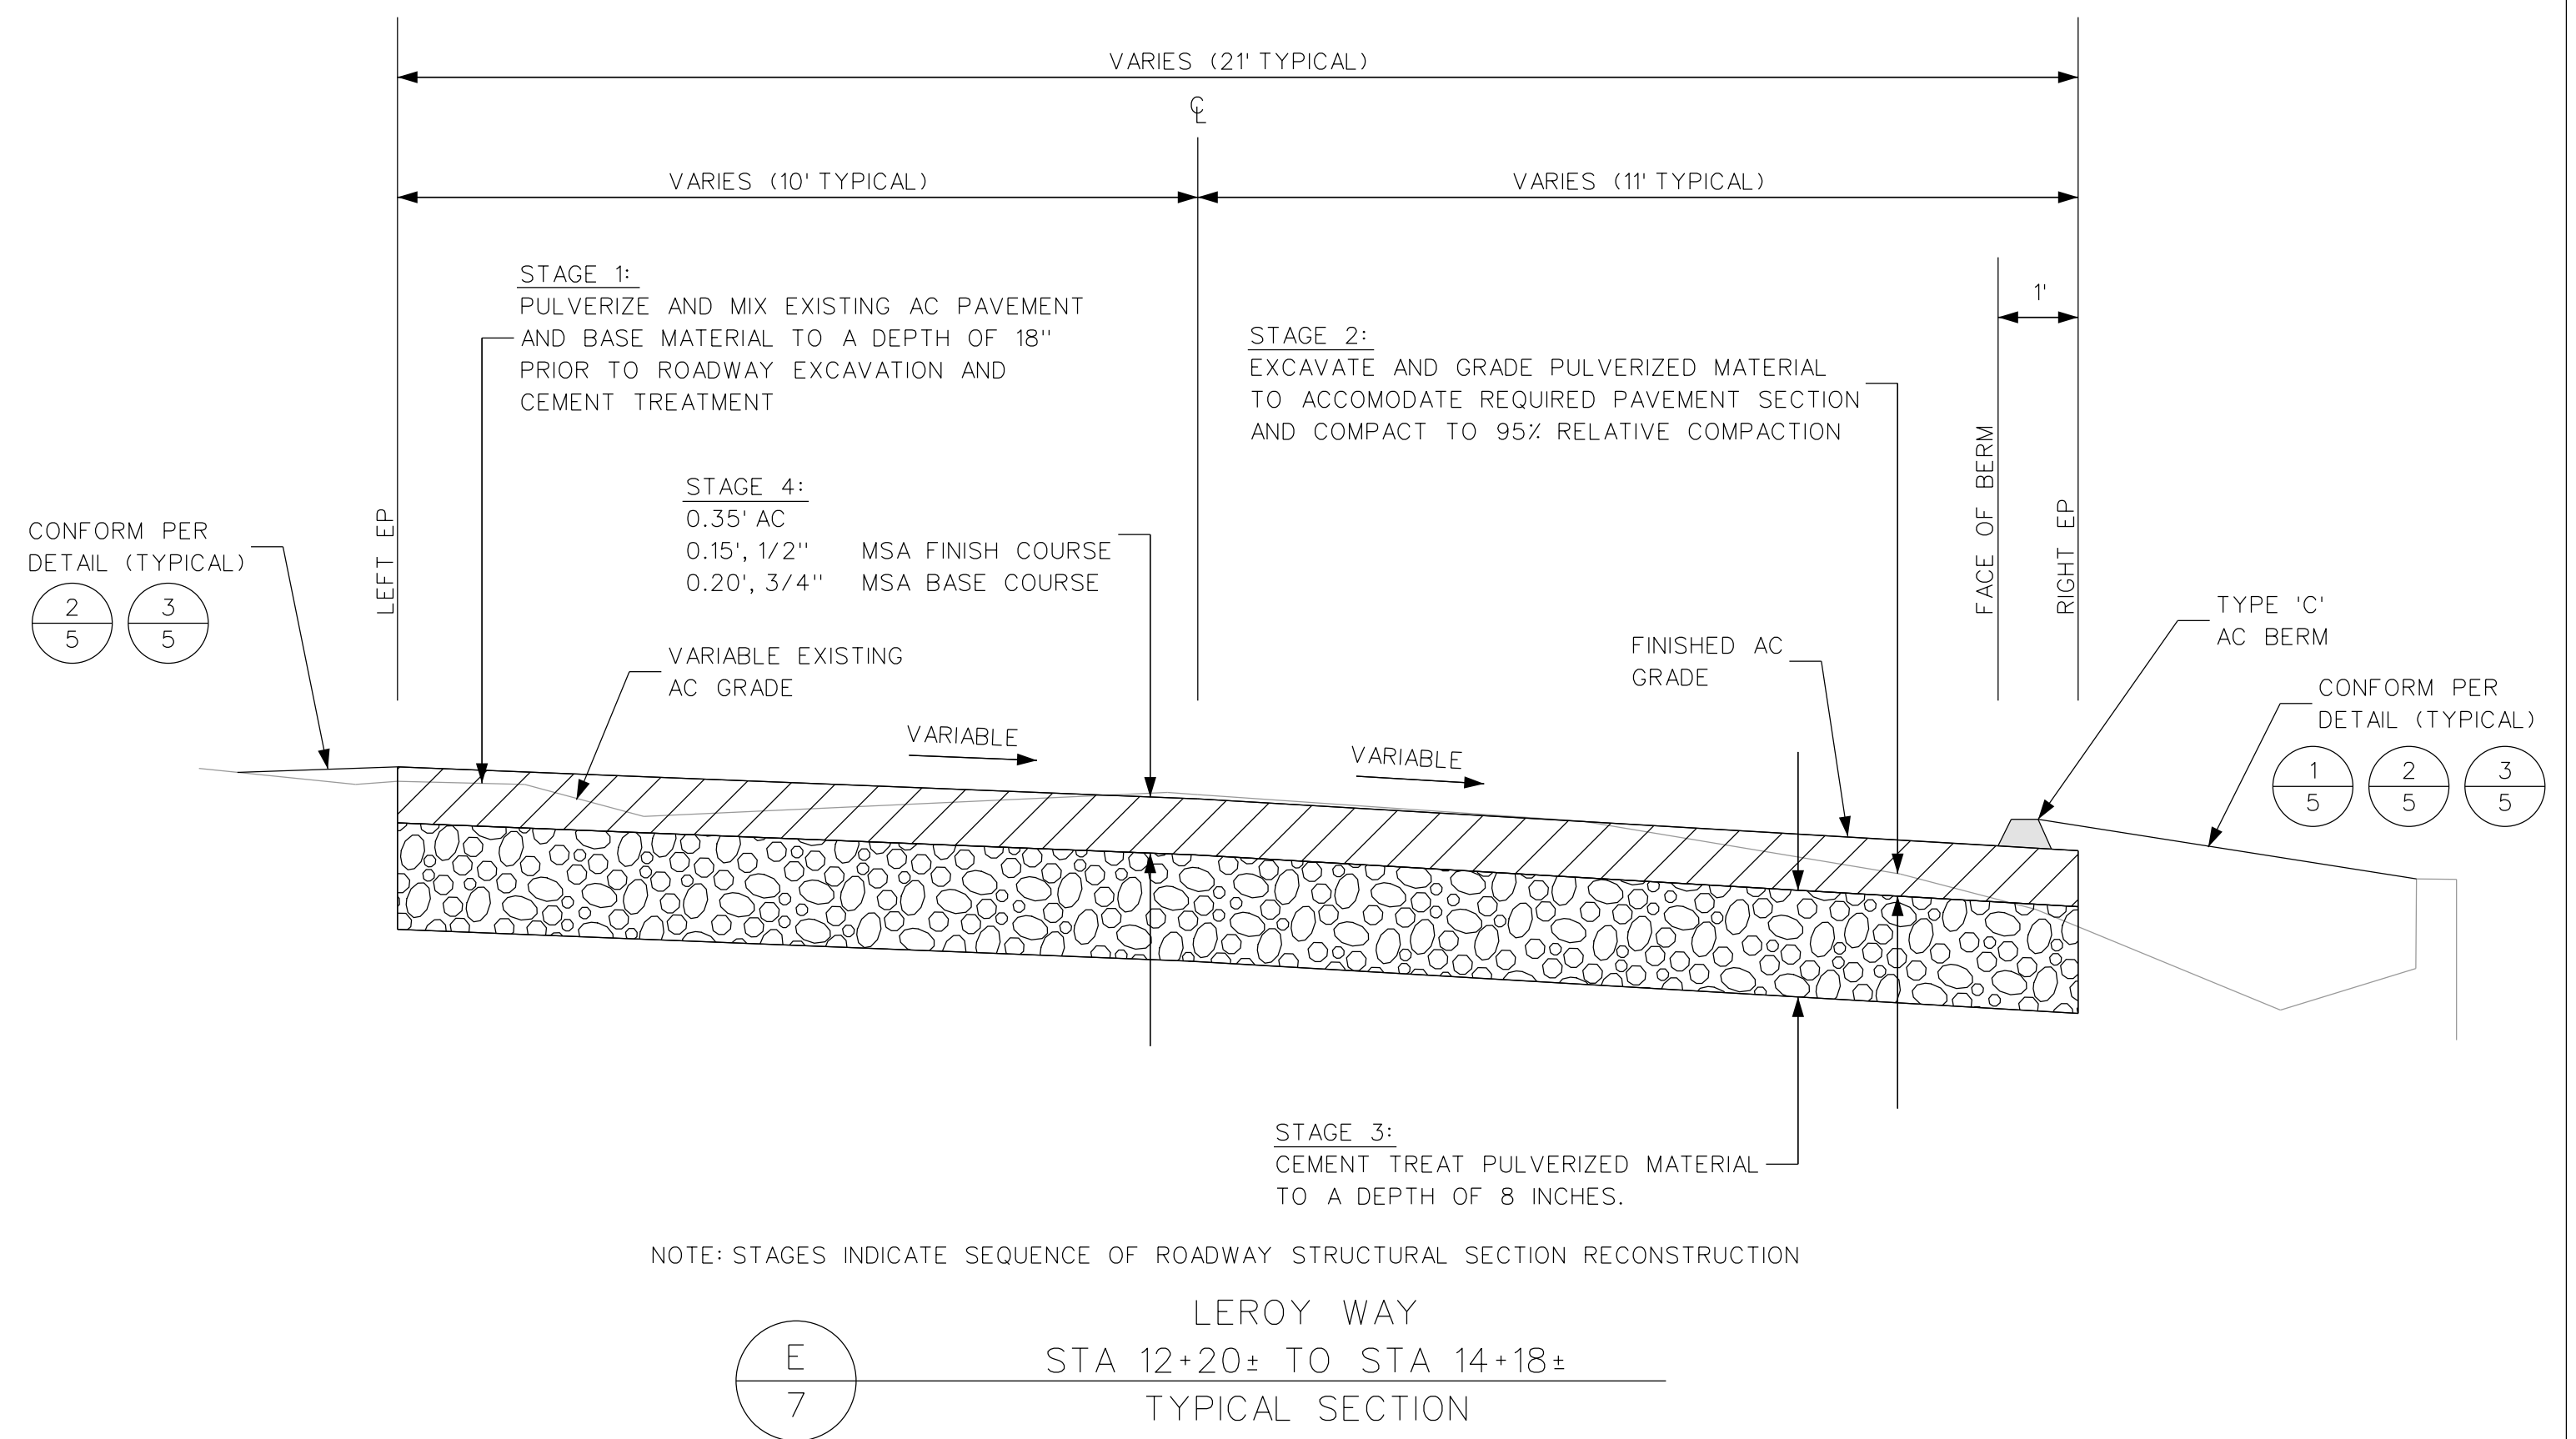 VARIES (21' TYPICAL)
℄
VARIES (10' TYPICAL)
VARIES (11' TYPICAL)
STAGE 1:
PULVERIZE AND MIX EXISTING AC PAVEMENT
AND BASE MATERIAL TO A DEPTH OF 18"
PRIOR TO ROADWAY EXCAVATION AND
CEMENT TREATMENT
1'
STAGE 2:
EXCAVATE AND GRADE PULVERIZED MATERIAL
TO ACCOMODATE REQUIRED PAVEMENT SECTION
AND COMPACT TO 95% RELATIVE COMPACTION
STAGE 4:
0.35' AC
0.15', 1/2" MSA FINISH COURSE
0.20', 3/4" MSA BASE COURSE
CONFORM PER
DETAIL (TYPICAL)
2
5
3
5
LEFT EP
FACE OF BERM
RIGHT EP
VARIABLE EXISTING
AC GRADE
FINISHED AC
GRADE
TYPE 'C'
AC BERM
CONFORM PER
DETAIL (TYPICAL)
1
5
2
5
3
5
VARIABLE
VARIABLE
STAGE 3:
CEMENT TREAT PULVERIZED MATERIAL
TO A DEPTH OF 8 INCHES.
NOTE: STAGES INDICATE SEQUENCE OF ROADWAY STRUCTURAL SECTION RECONSTRUCTION
LEROY WAY
STA 12+20± TO STA 14+18±
TYPICAL SECTION
E
7